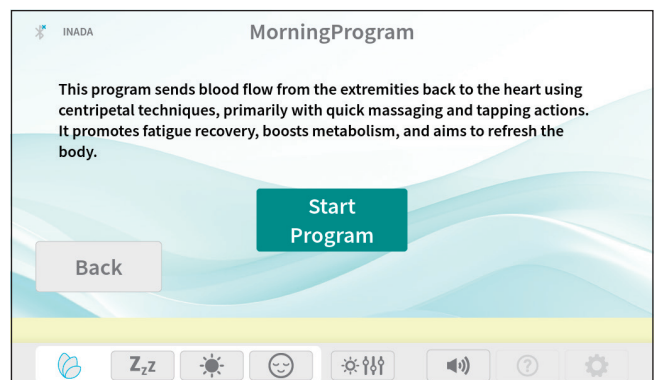 INADA
MorningProgram
This program sends blood flow from the extremities back to the heart using
centripetal techniques, primarily with quick massaging and tapping actions.
It promotes fatigue recovery, boosts metabolism, and aims to refresh the
body.
Start
Program
Back
ZzZ
?